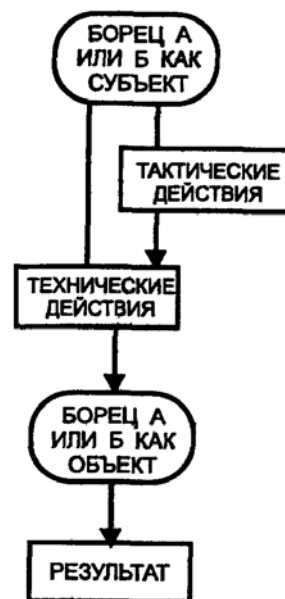 БОРЕЦ А
ИЛИ Б КАК
СУБЪЕКТ
ТАКТИЧЕСКИЕ
ДЕЙСТВИЯ
ТЕХНИЧЕСКИЕ
ДЕЙСТВИЯ
БОРЕЦ А
ИЛИ Б КАК
ОБЪЕКТ
РЕЗУЛЬТАТ